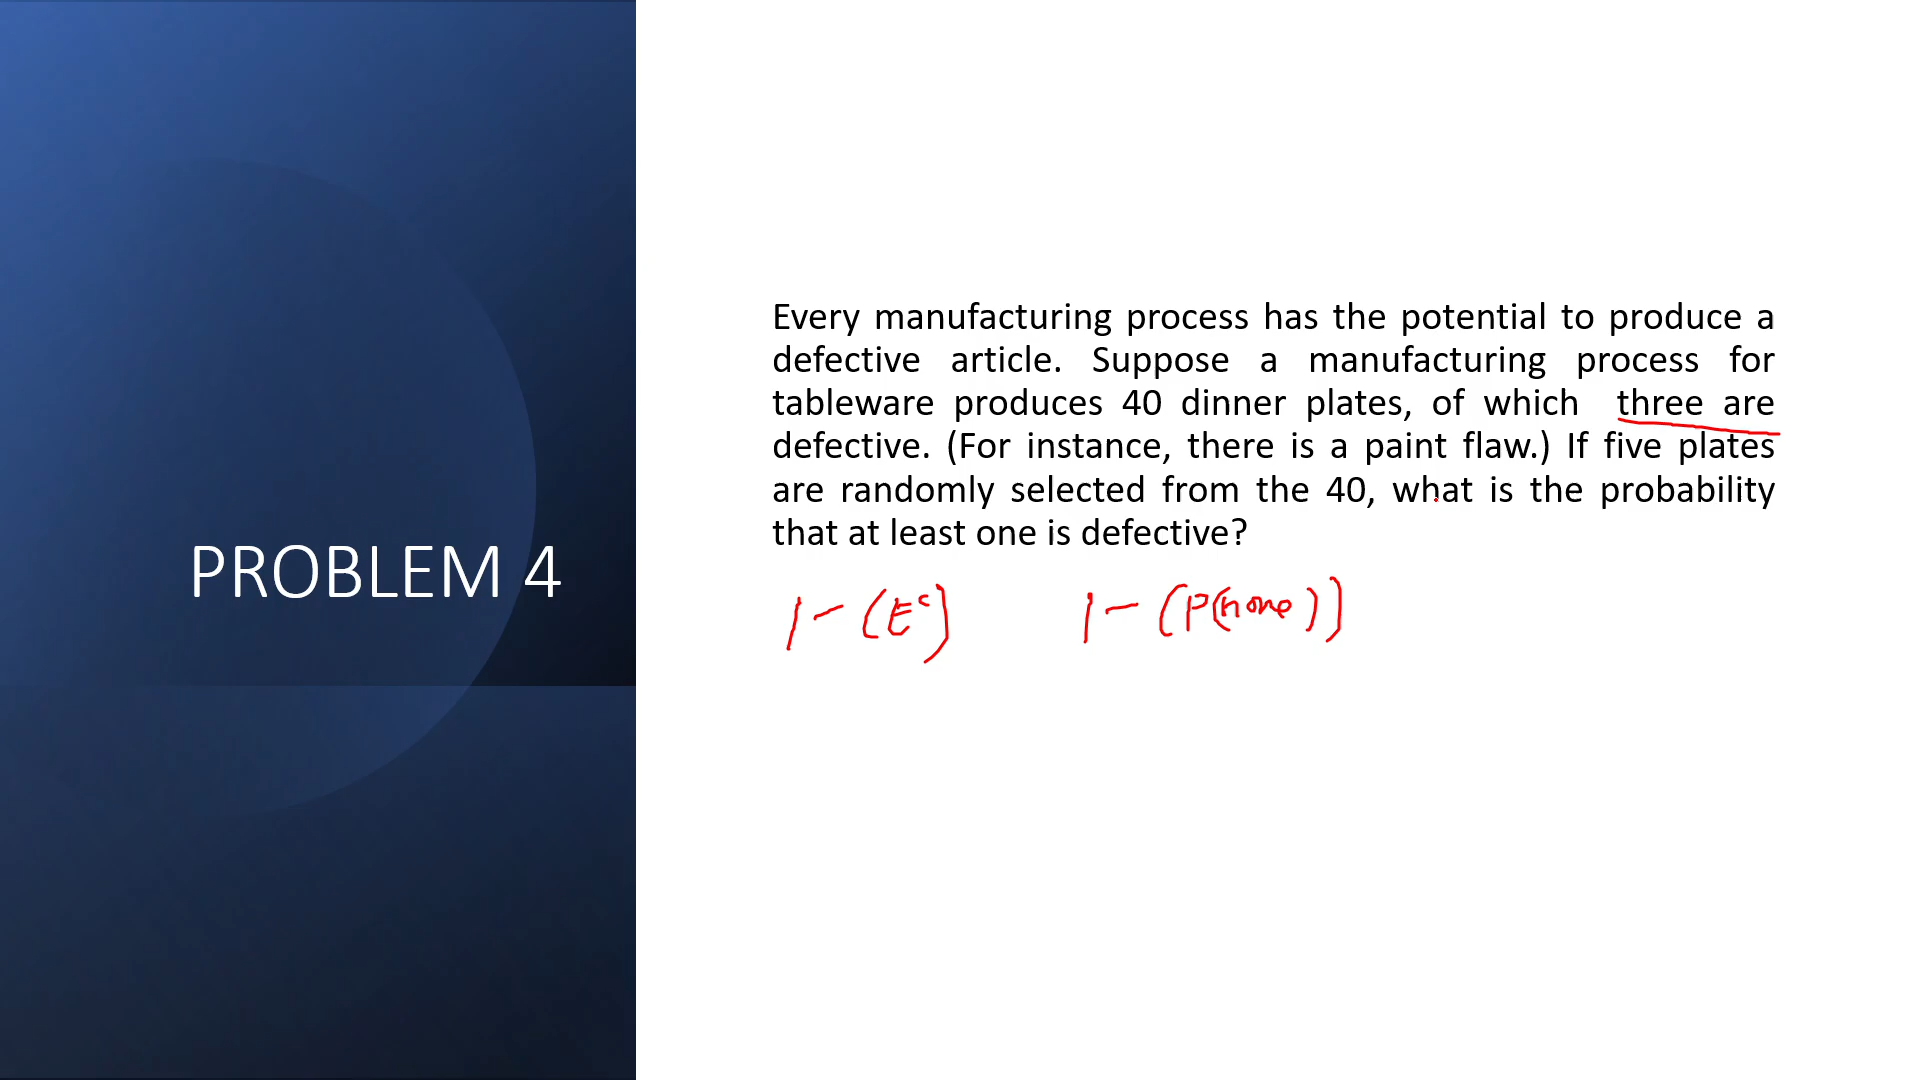 PROBLEM 4
Every manufacturing process has the potential to produce a
defective article. Suppose a manufacturing process for
tableware produces 40 dinner plates, of which three are
defective. (For instance, there is a paint flaw.) If five plates
are randomly selected from the 40, what is the probability
that at least one is defective?
1 - (Eᶜ) 1 - (P(none))